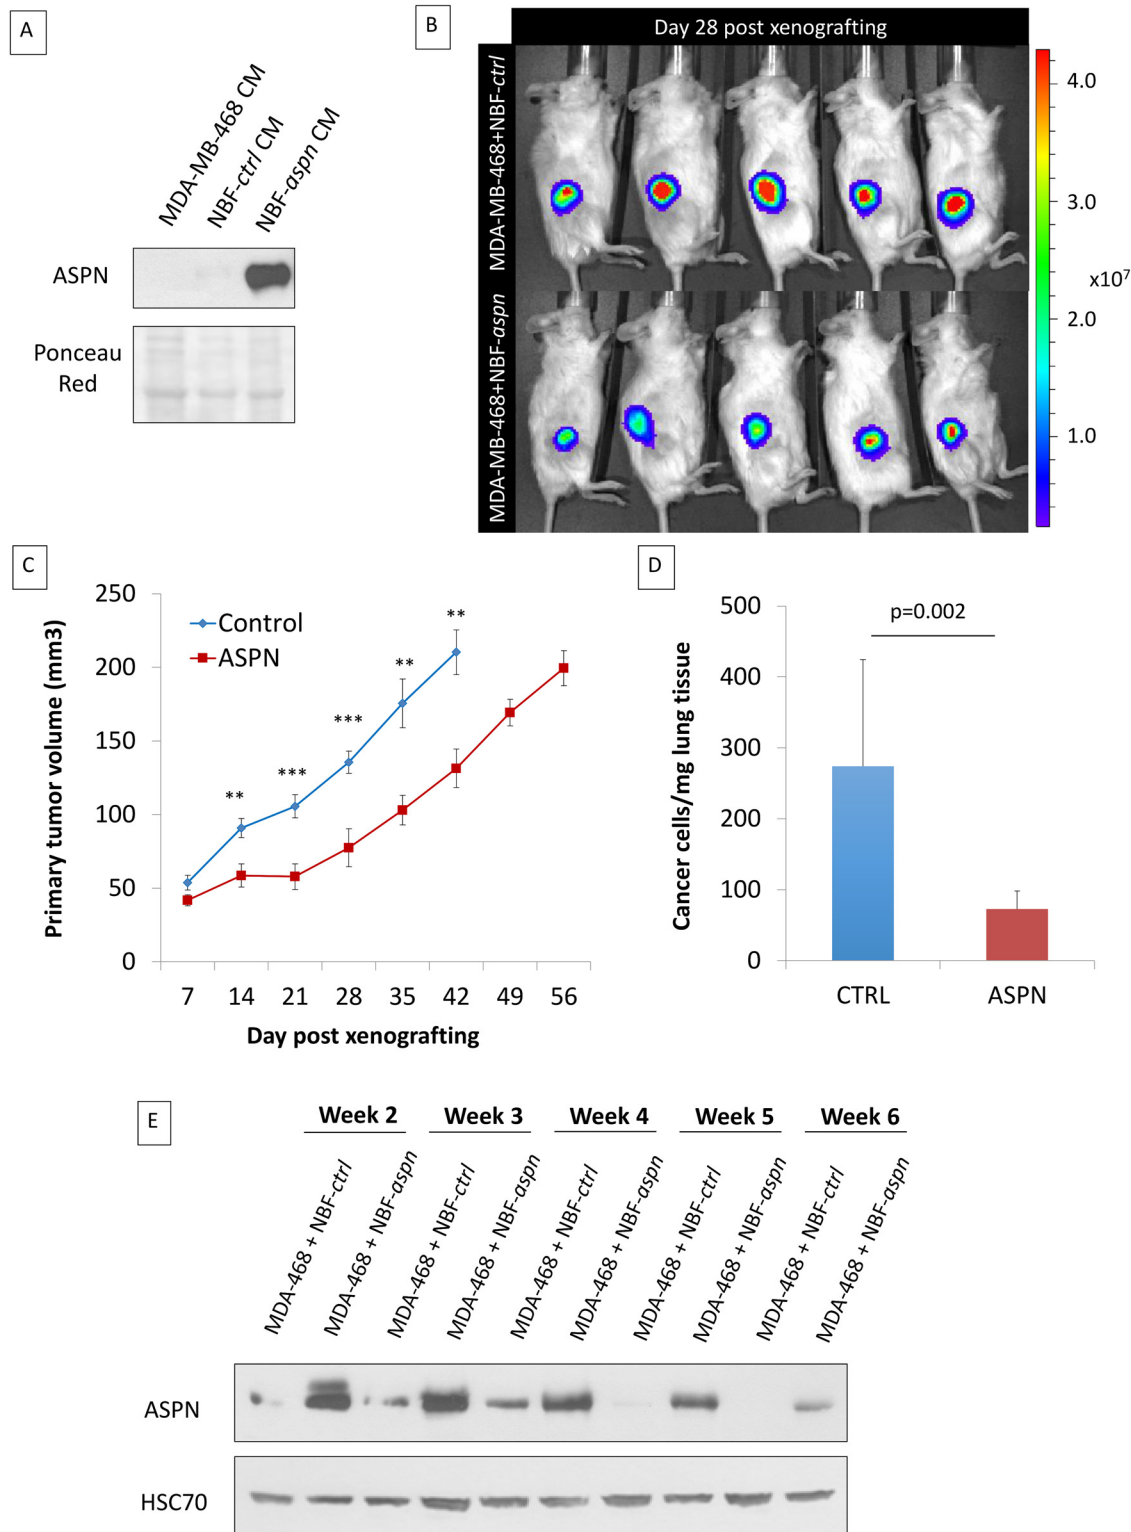 A
MDA-MB-468 CM
NBF-ctrl CM
NBF-aspn CM
ASPN
Ponceau
Red
B
Day 28 post xenografting
MDA-MB-468+NBF-ctrl
MDA-MB-468+NBF-aspn
4.0
3.0
x10⁷
2.0
1.0
C
250
200
150
100
50
0
Primary tumor volume (mm3)
Control
ASPN
**
***
***
**
**
7 14 21 28 35 42 49 56
Day post xenografting
D
500
400
300
200
100
0
Cancer cells/mg lung tissue
p=0.002
CTRL ASPN
E
Week 2 Week 3 Week 4 Week 5 Week 6
MDA-468 + NBF-ctrl
MDA-468 + NBF-aspn
MDA-468 + NBF-ctrl
MDA-468 + NBF-aspn
MDA-468 + NBF-ctrl
MDA-468 + NBF-aspn
MDA-468 + NBF-ctrl
MDA-468 + NBF-aspn
MDA-468 + NBF-ctrl
MDA-468 + NBF-aspn
ASPN
HSC70